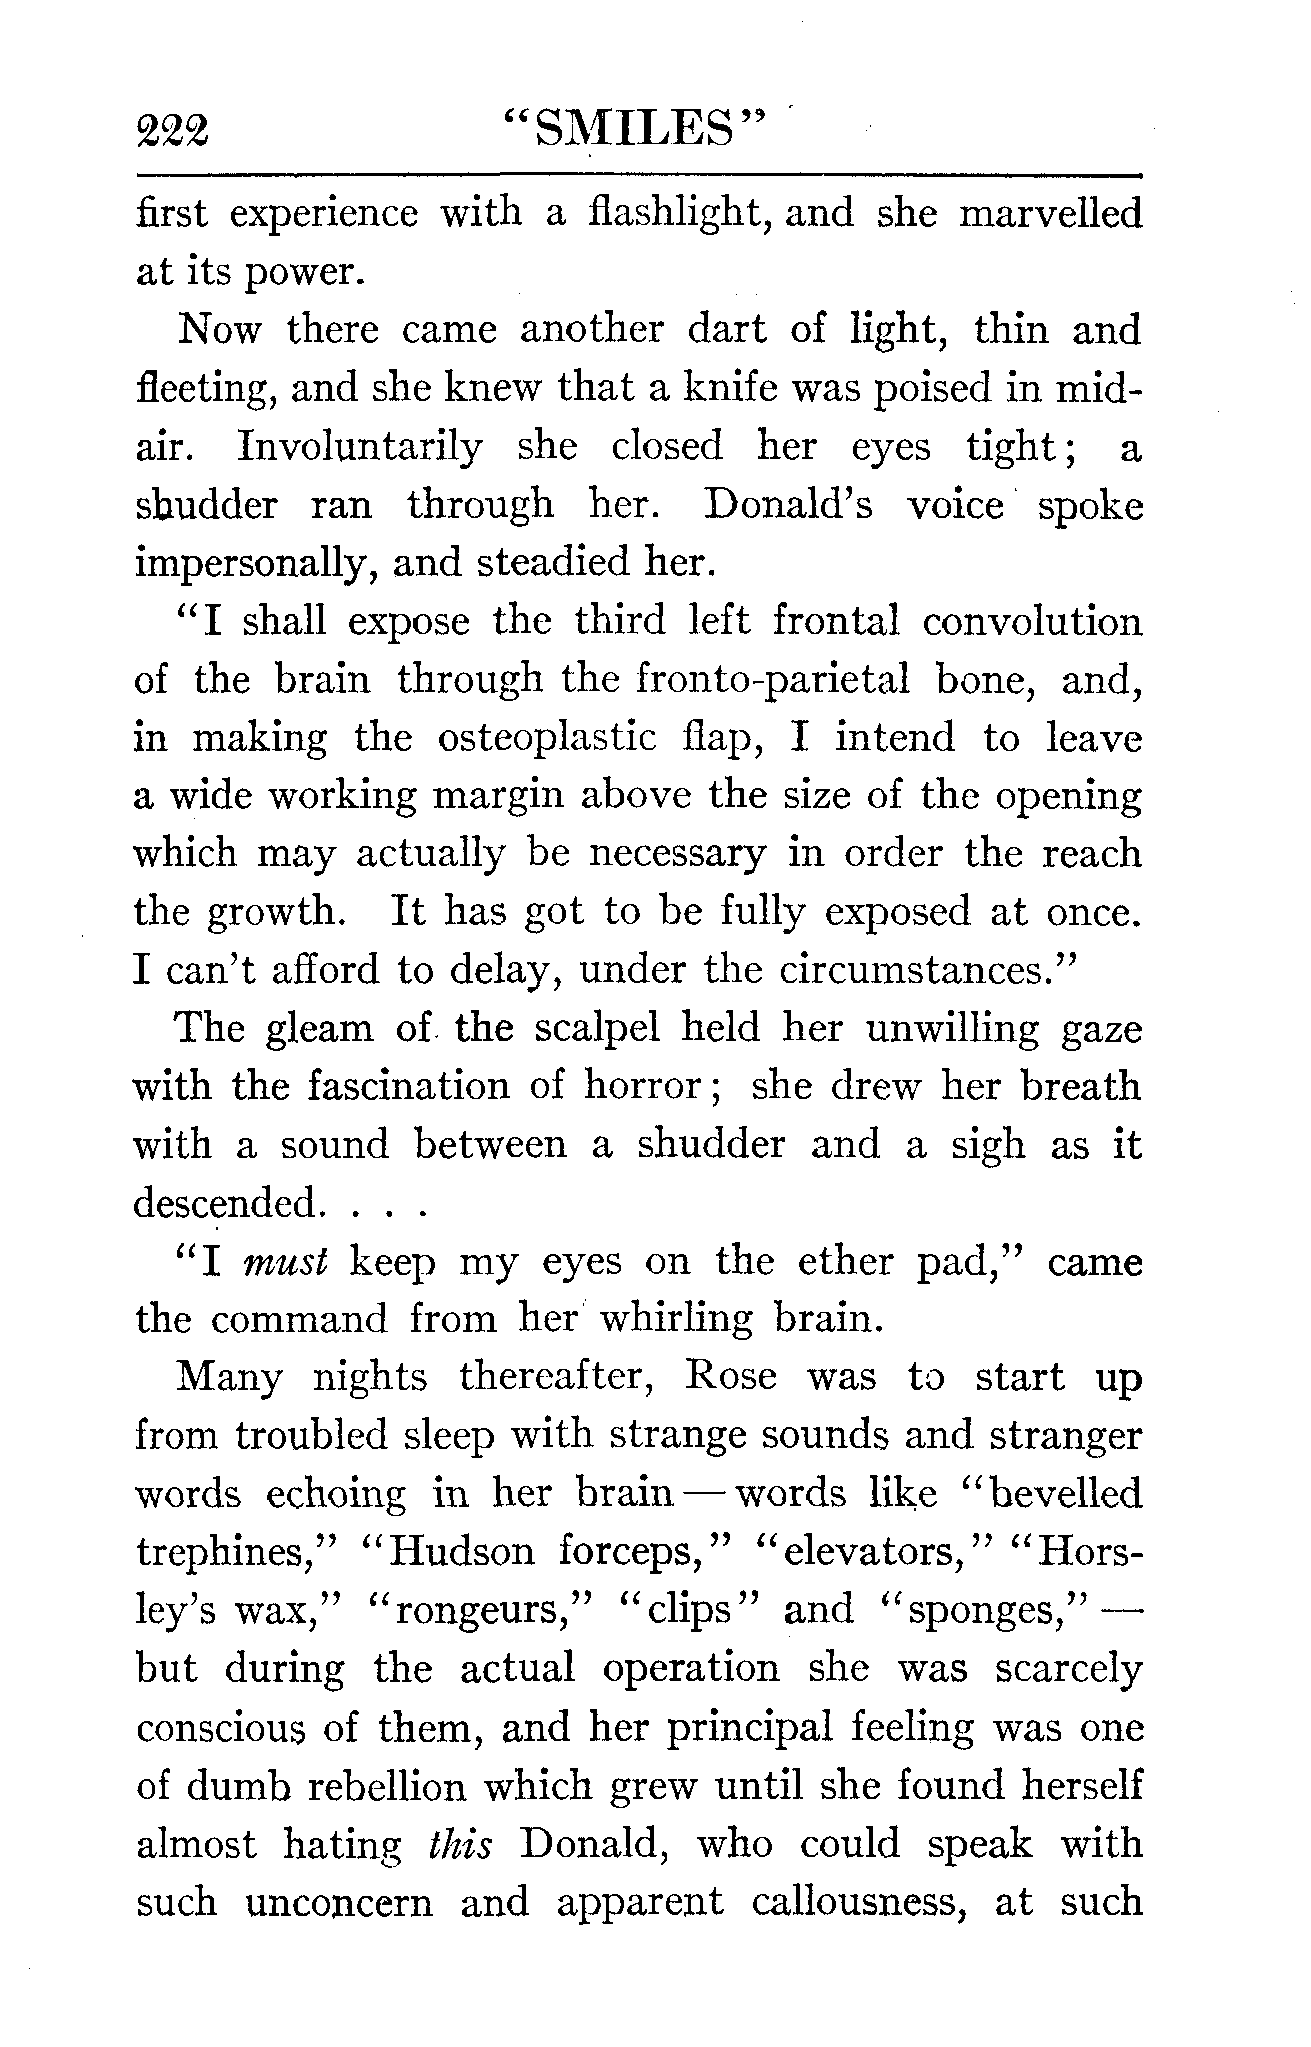 222 "SMILES"
first experience with a flashlight, and she marvelled
at its power.
Now there came another dart of light, thin and
fleeting, and she knew that a knife was poised in mid-
air. Involuntarily she closed her eyes tight; a
shudder ran through her. Donald's voice spoke
impersonally, and steadied her.
"I shall expose the third left frontal convolution
of the brain through the fronto-parietal bone, and,
in making the osteoplastic flap, I intend to leave
a wide working margin above the size of the opening
which may actually be necessary in order the reach
the growth. It has got to be fully exposed at once.
I can't afford to delay, under the circumstances."
The gleam of the scalpel held her unwilling gaze
with the fascination of horror; she drew her breath
with a sound between a shudder and a sigh as it
descended. . . .
"I must keep my eyes on the ether pad," came
the command from her whirling brain.
Many nights thereafter, Rose was to start up
from troubled sleep with strange sounds and stranger
words echoing in her brain — words like "bevelled
trephines," "Hudson forceps," "elevators," "Hors-
ley's wax," "rongeurs," "clips" and "sponges," —
but during the actual operation she was scarcely
conscious of them, and her principal feeling was one
of dumb rebellion which grew until she found herself
almost hating this Donald, who could speak with
such unconcern and apparent callousness, at such